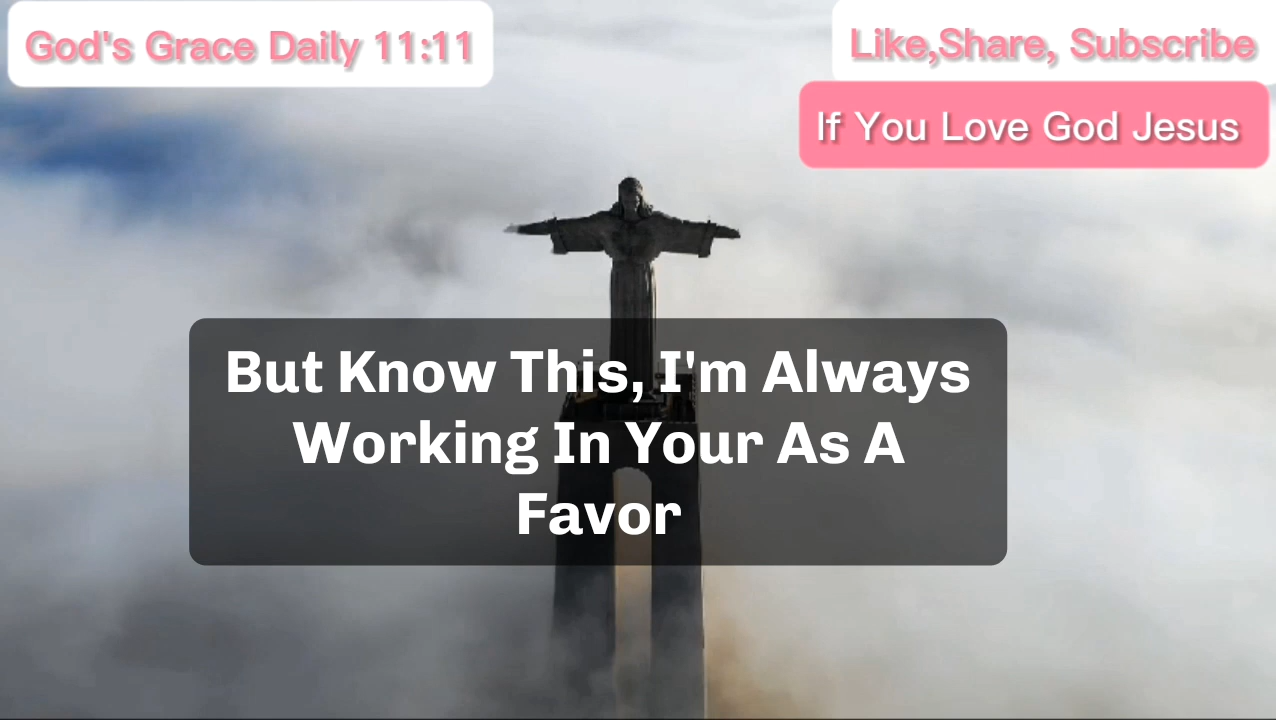 God's Grace Daily 11:11
Like,Share, Subscribe
If You Love God Jesus
But Know This, I'm Always
Working In Your As A
Favor